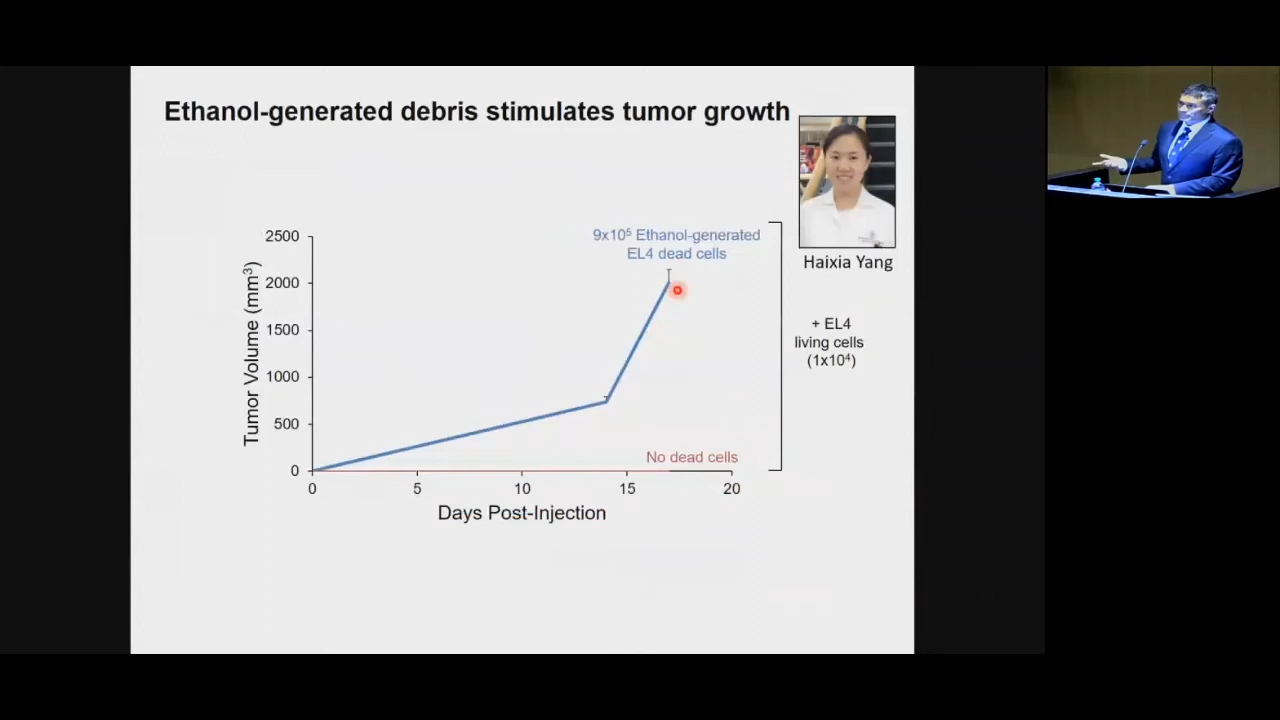 Ethanol-generated debris stimulates tumor growth
Haixia Yang
2500
2000
1500
1000
500
0
Tumor Volume (mm³)
9x10⁵ Ethanol-generated
EL4 dead cells
No dead cells
+ EL4
living cells
(1x10⁴)
0 5 10 15 20
Days Post-Injection